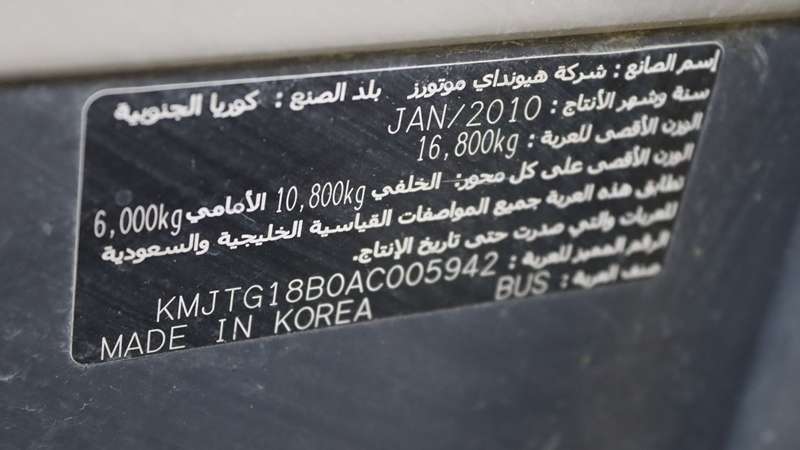 إسم الصانع : شركة هيونداي موتورز بلد الصنع : كوريا الجنوبية
سنة وشهر الأنتاج : JAN/2010
الوزن الأقصى للعربة : 16,800kg
الوزن الأقصى على كل محور: الخلفي 10,800kg الأمامي 6,000kg
تطابق هذه العربة جميع المواصفات القياسية الخليجية والسعودية
للعربات والتي صدرت حتى تاريخ الإنتاج.
الرقم المميز للعربة : KMJTG18B0AC005942
صنف العربة : BUS
MADE IN KOREA